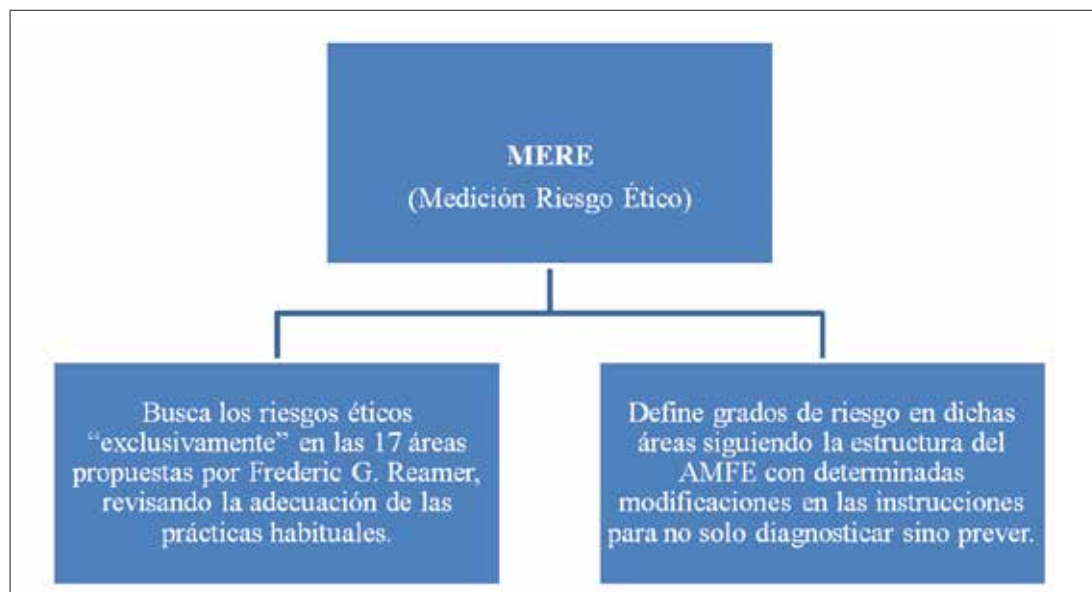 MERE
(Medición Riesgo Ético)
Busca los riesgos éticos
“exclusivamente” en las 17 áreas
propuestas por Frederic G. Reamer,
revisando la adecuación de las
prácticas habituales.
Define grados de riesgo en dichas
áreas siguiendo la estructura del
AMFE con determinadas
modificaciones en las instrucciones
para no solo diagnosticar sino prever.